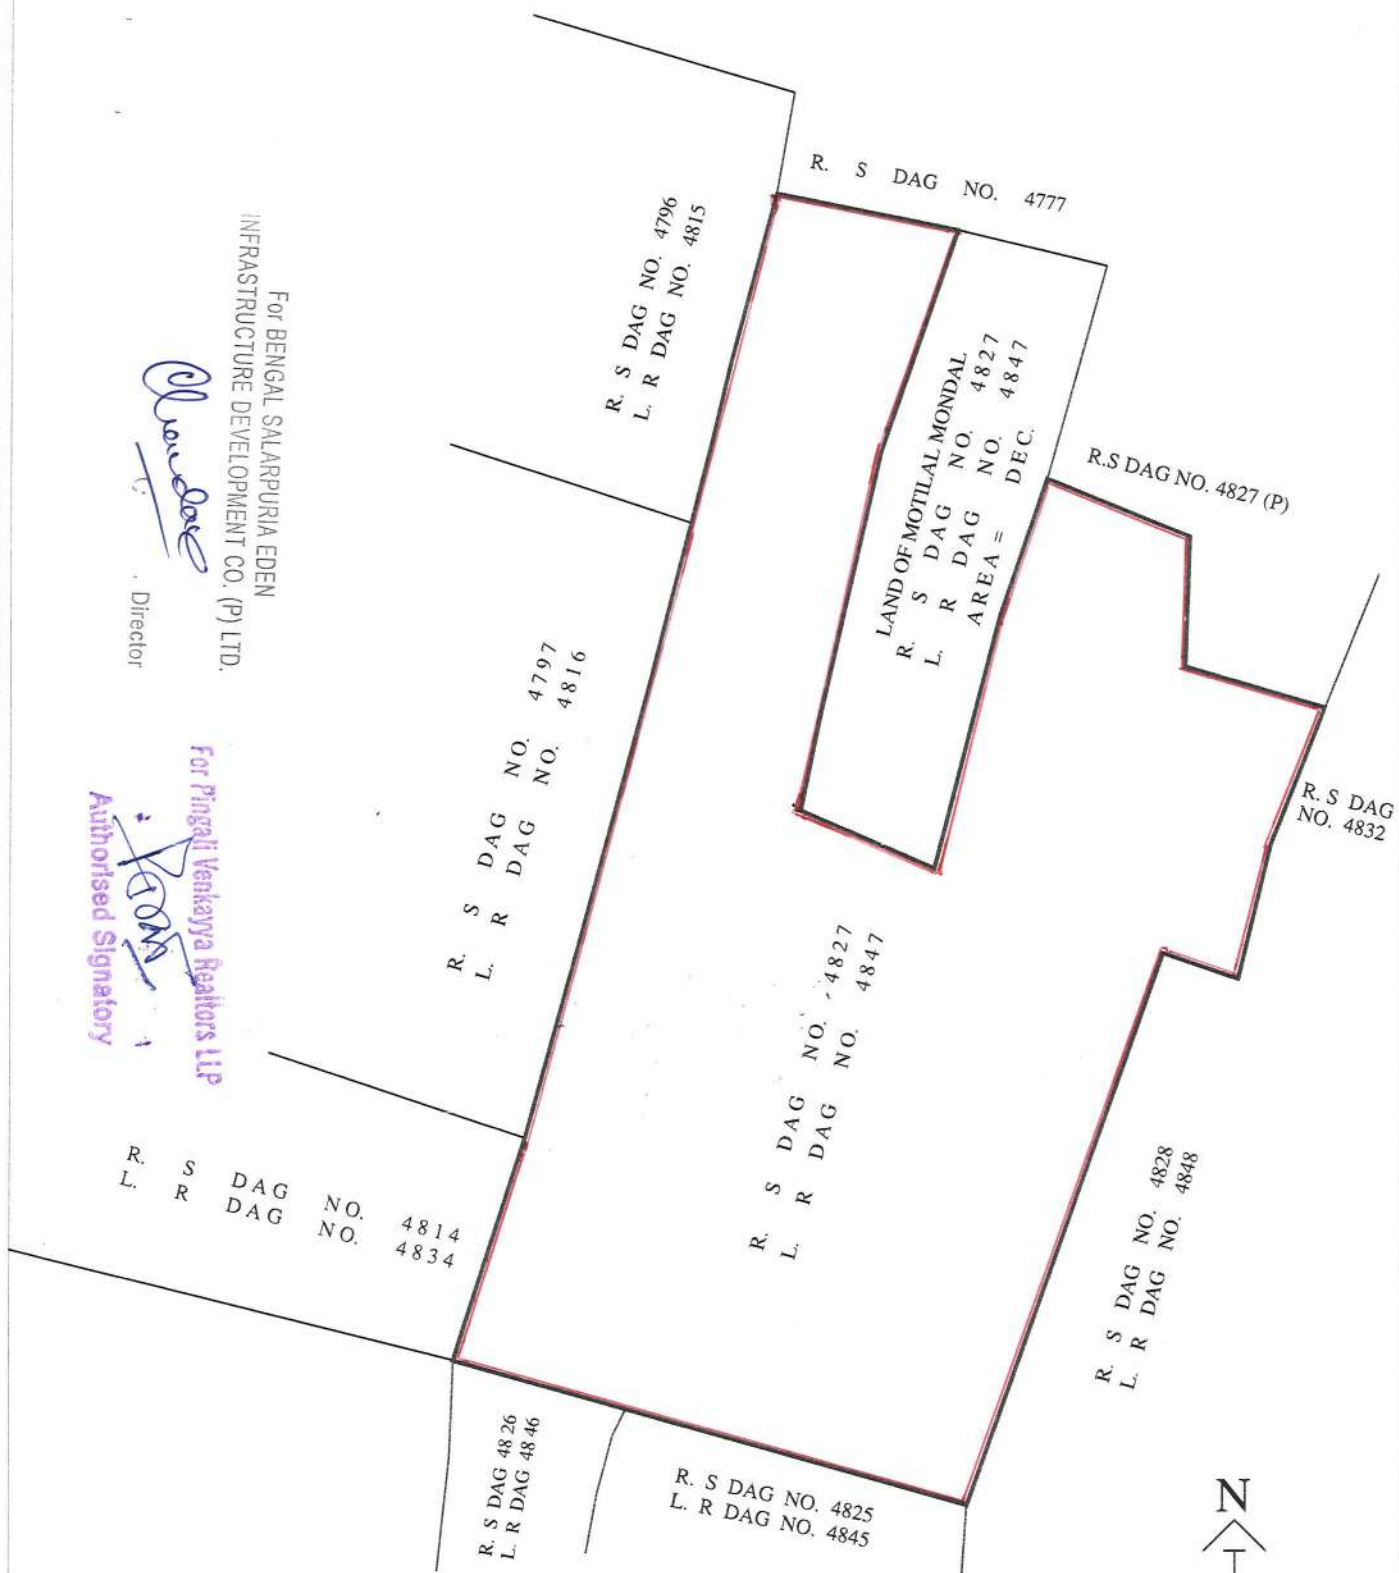 R. S DAG NO. 4777
R. S DAG NO. 4796
L. R DAG NO. 4815
LAND OF MOTILAL MONDAL
R. S DAG NO. 4827
L. R DAG NO. 4847
AREA = DEC.
R.S DAG NO. 4827 (P)
For BENGAL SALARPURIA EDEN
INFRASTRUCTURE DEVELOPMENT CO. (P) LTD.
Director
R. S DAG NO. 4797
L. R DAG NO. 4816
R. S DAG
NO. 4832
For Pingali Venkayya Realtors LLP
Authorised Signatory
R. S DAG NO. 4827
L. R DAG NO. 4847
R. S DAG NO. 4814
L. R DAG NO. 4834
R. S DAG NO. 4828
L. R DAG NO. 4848
R. S DAG 4826
L. R DAG 4846
R. S DAG NO. 4825
L. R DAG NO. 4845
N